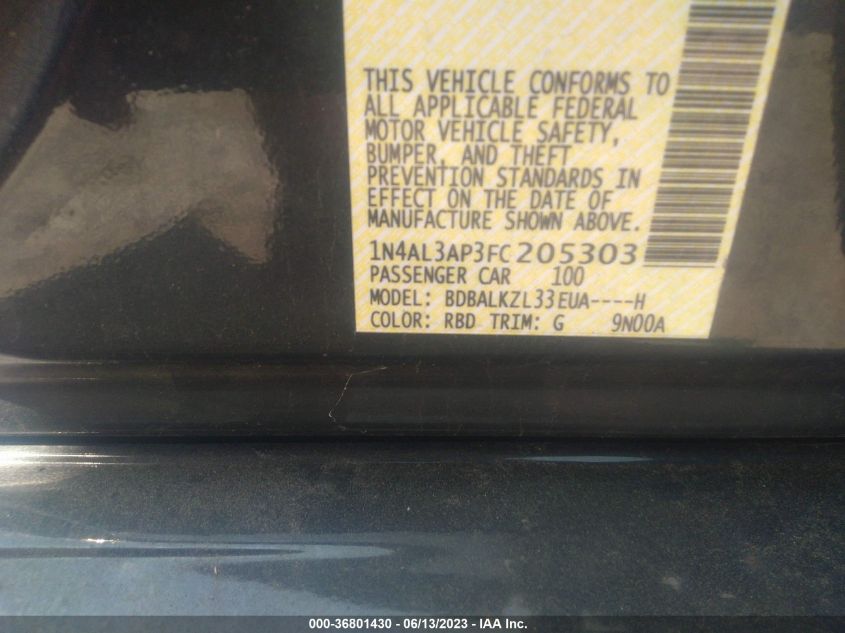 THIS VEHICLE CONFORMS TO
ALL APPLICABLE FEDERAL
MOTOR VEHICLE SAFETY,
BUMPER, AND THEFT
PREVENTION STANDARDS IN
EFFECT ON THE DATE OF
MANUFACTURE SHOWN ABOVE.
1N4AL3AP3FC205303
PASSENGER CAR 100
MODEL: BDBALKZL33EUA----H
COLOR: RBD TRIM: G 9N00A
000-36801430 - 06/13/2023 - IAA Inc.